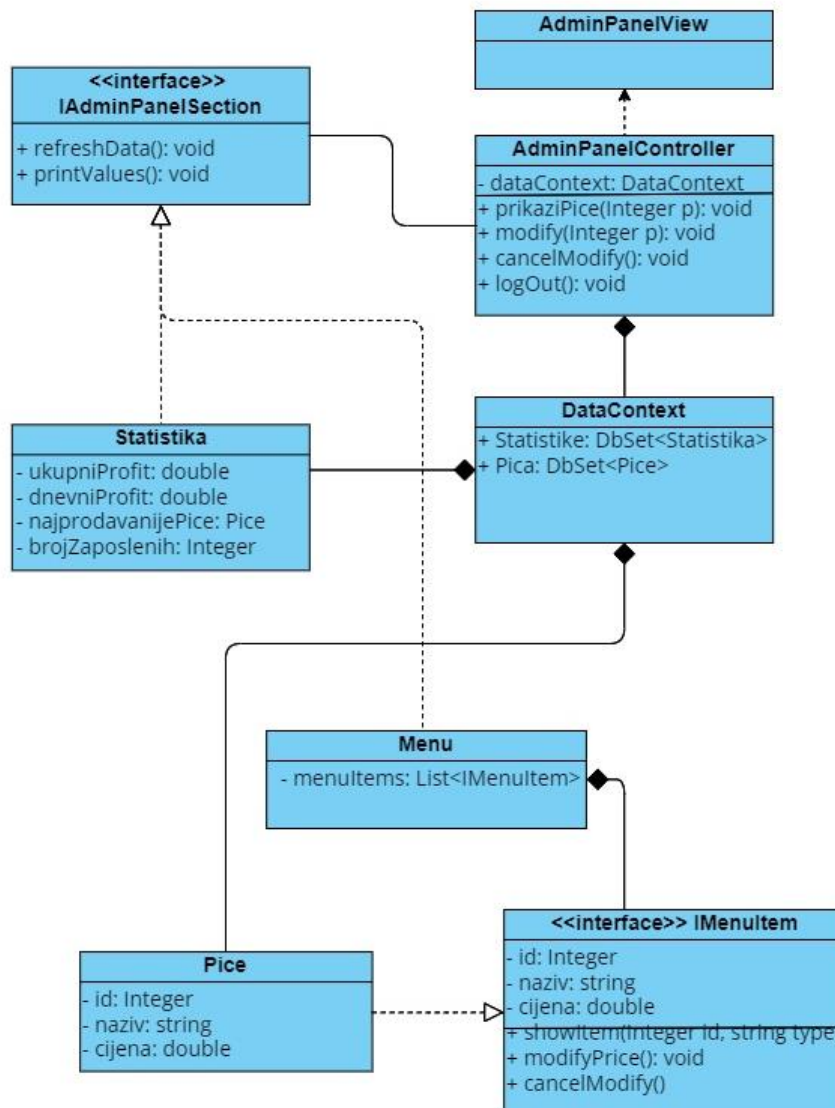 AdminPanelView
<<interface>>
IAdminPanelSection
+ refreshData(): void
+ printValues(): void
AdminPanelController
- dataContext: DataContext
+ prikaziPice(Integer p): void
+ modify(Integer p): void
+ cancelModify(): void
+ logOut(): void
Statistika
- ukupniProfit: double
- dnevniProfit: double
- najprodavanijePice: Pice
- brojZaposlenih: Integer
DataContext
+ Statistike: DbSet<Statistika>
+ Pica: DbSet<Pice>
Menu
- menuItems: List<IMenuItem>
Pice
- id: Integer
- naziv: string
- cijena: double
<<interface>> IMenuItem
- id: Integer
- naziv: string
- cijena: double
+ showItem(Integer id, string type
+ modifyPrice(): void
+ cancelModify()